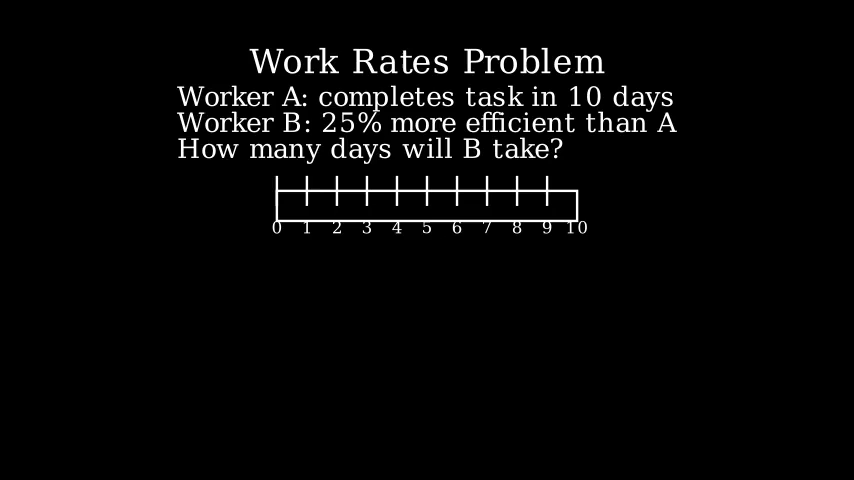 Work Rates Problem
Worker A: completes task in 10 days
Worker B: 25% more efficient than A
How many days will B take?
0 1 2 3 4 5 6 7 8 9 10